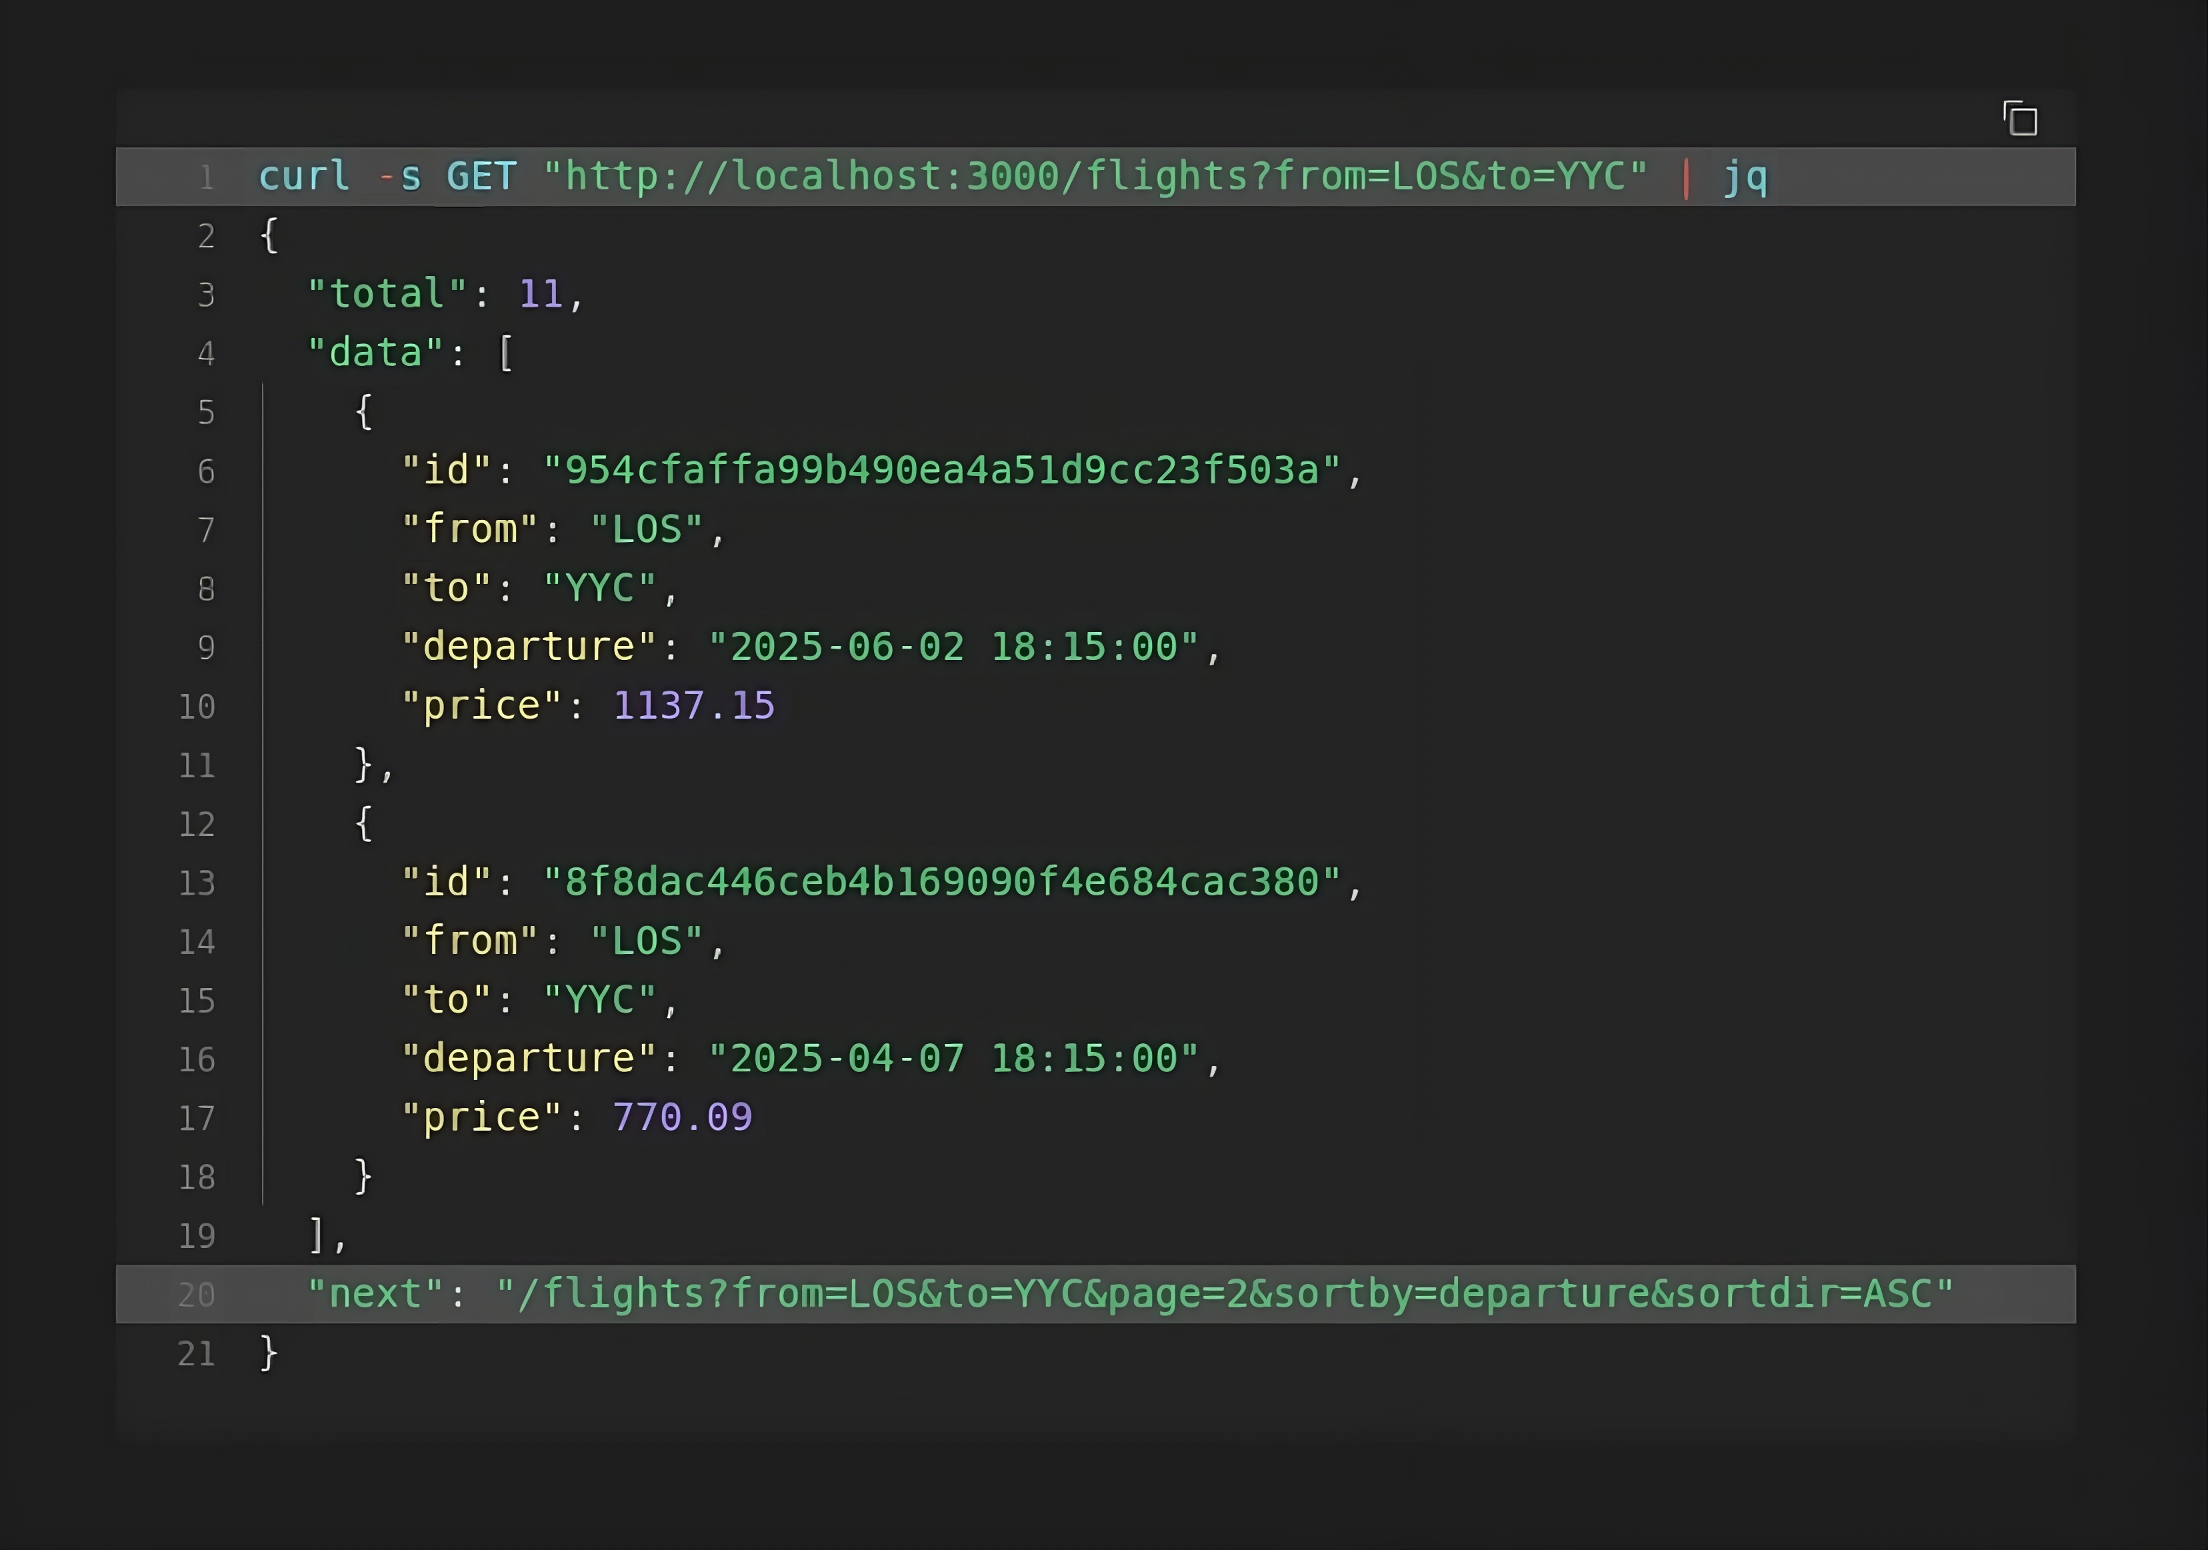 1 curl -s GET "http://localhost:3000/flights?from=LOS&to=YYC" | jq
2 {
3   "total": 11,
4   "data": [
5     {
6       "id": "954cfaffa99b490ea4a51d9cc23f503a",
7       "from": "LOS",
8       "to": "YYC",
9       "departure": "2025-06-02 18:15:00",
10       "price": 1137.15
11     },
12     {
13       "id": "8f8dac446ceb4b169090f4e684cac380",
14       "from": "LOS",
15       "to": "YYC",
16       "departure": "2025-04-07 18:15:00",
17       "price": 770.09
18     }
19   ],
20   "next": "/flights?from=LOS&to=YYC&page=2&sortby=departure&sortdir=ASC"
21 }